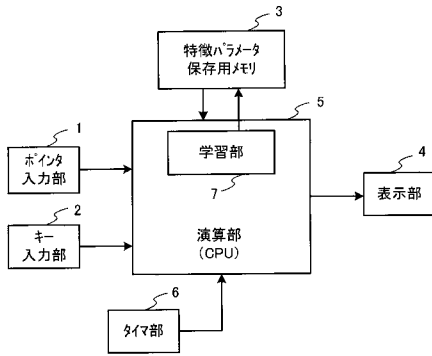 3
特徴パラメータ
保存用メモリ
5
1
ポインタ
入力部
学習部
7
4
表示部
2
キー
入力部
演算部
(CPU)
6
タイマ部